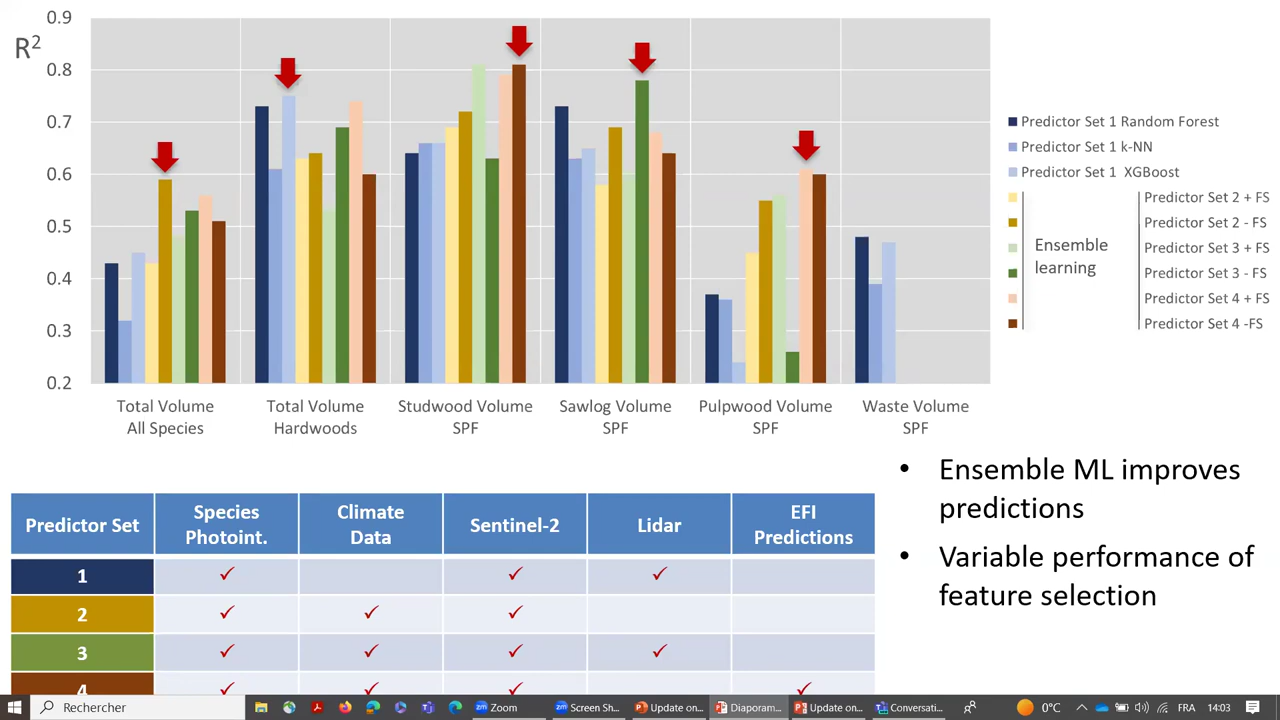 R2
0.9
0.8
0.7
0.6
0.5
0.4
0.3
0.2
Total Volume
All Species
Total Volume
Hardwoods
Studwood Volume
SPF
Sawlog Volume
SPF
Pulpwood Volume
SPF
Waste Volume
SPF
Predictor Set 1 Random Forest
Predictor Set 1 k-NN
Predictor Set 1 XGBoost
Ensemble
learning
Predictor Set 2 + FS
Predictor Set 2 - FS
Predictor Set 3 + FS
Predictor Set 3 - FS
Predictor Set 4 + FS
Predictor Set 4 -FS
• Ensemble ML improves
predictions
• Variable performance of
feature selection
Predictor Set Species Photoint. Climate Data Sentinel-2 Lidar EFI Predictions
1 ✓ ✓ ✓
2 ✓ ✓ ✓
3 ✓ ✓ ✓ ✓
4 ✓ ✓ ✓ ✓
Rechercher Zoom Screen Sh... Update on... Diaporam... Update on... Conversati... 0°C FRA 14:03